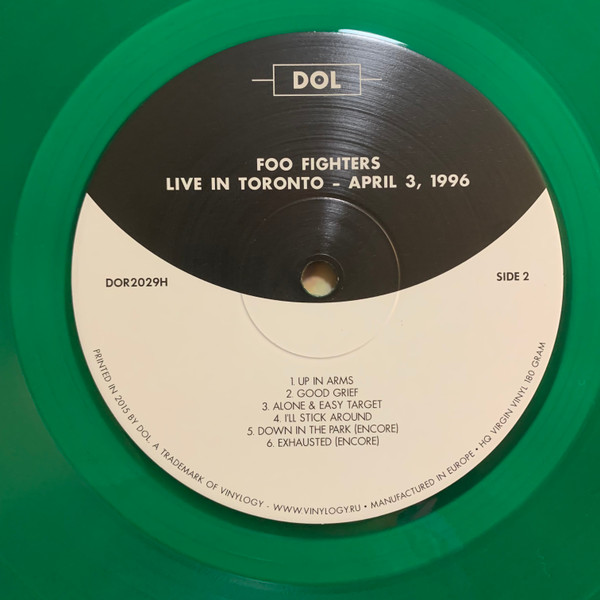 DOL
FOO FIGHTERS
LIVE IN TORONTO – APRIL 3, 1996
DOR2029H
SIDE 2
1. UP IN ARMS
2. GOOD GRIEF
3. ALONE & EASY TARGET
4. I'LL STICK AROUND
5. DOWN IN THE PARK (ENCORE)
6. EXHAUSTED (ENCORE)
PRINTED IN 2015 BY DOL. A TRADEMARK OF VINYLOGY - WWW.VINYLOGY.RU • MANUFACTURED IN EUROPE • HQ VIRGIN VINYL 180 GRAM